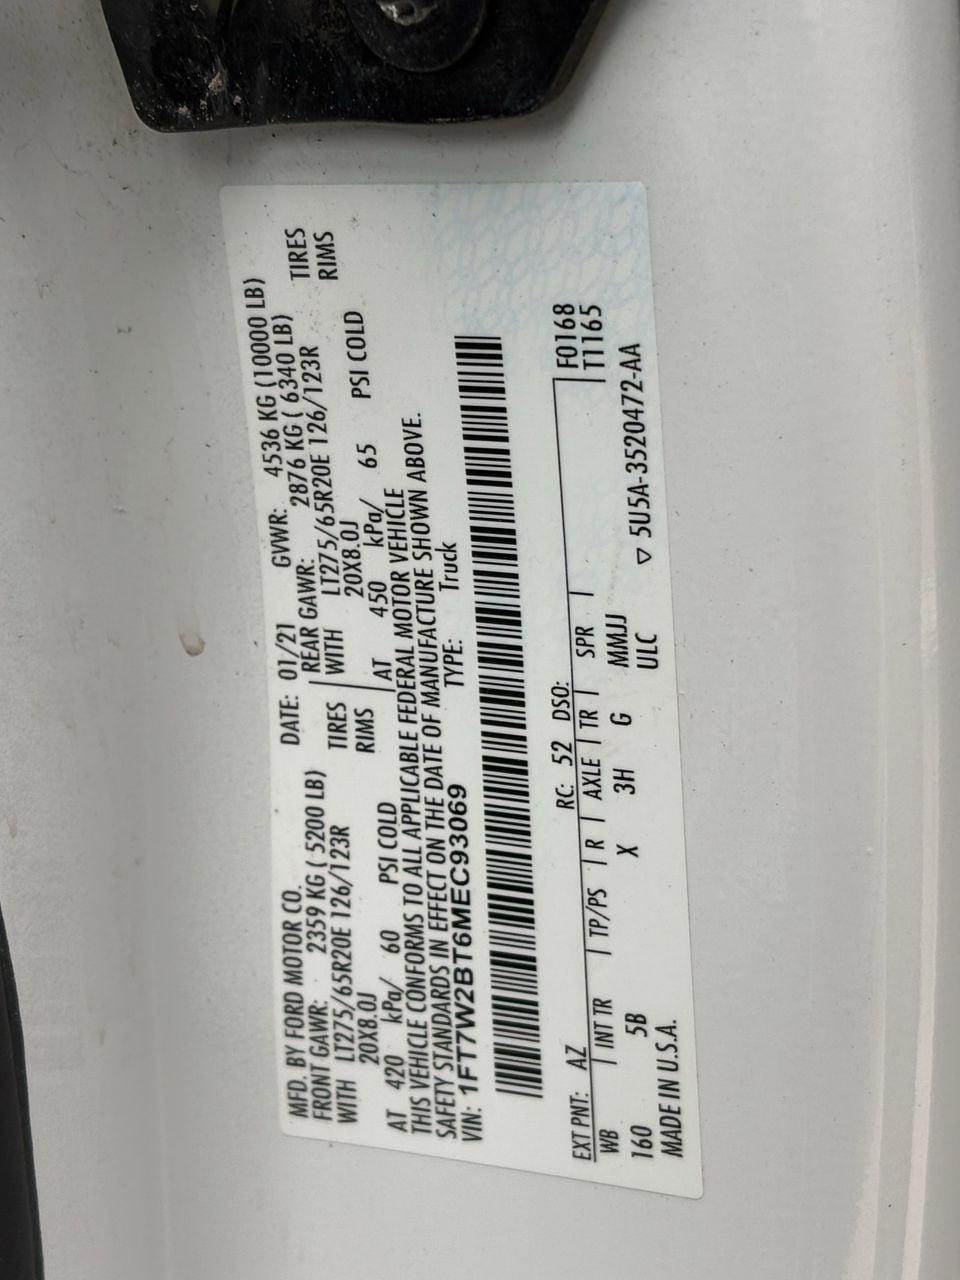 MFD. BY FORD MOTOR CO. DATE: 01/21 GVWR: 4536 KG (10000 LB)
FRONT GAWR: 2359 KG ( 5200 LB) REAR GAWR: 2876 KG ( 6340 LB)
WITH LT275/65R20E 126/123R TIRES WITH LT275/65R20E 126/123R TIRES
20X8.0J RIMS 20X8.0J RIMS
AT 420 kPa/ 60 PSI COLD AT 450 kPa/ 65 PSI COLD
THIS VEHICLE CONFORMS TO ALL APPLICABLE FEDERAL MOTOR VEHICLE
SAFETY STANDARDS IN EFFECT ON THE DATE OF MANUFACTURE SHOWN ABOVE.
VIN: 1FT7W2BT6MEC93069 TYPE: Truck
EXT PNT: AZ RC: 52 DSO: F0168
WB INT TR TP/PS R AXLE TR SPR T1165
160 5B X 3H G MMJJ
MADE IN U.S.A. ULC ▽ 5U5A-3520472-AA